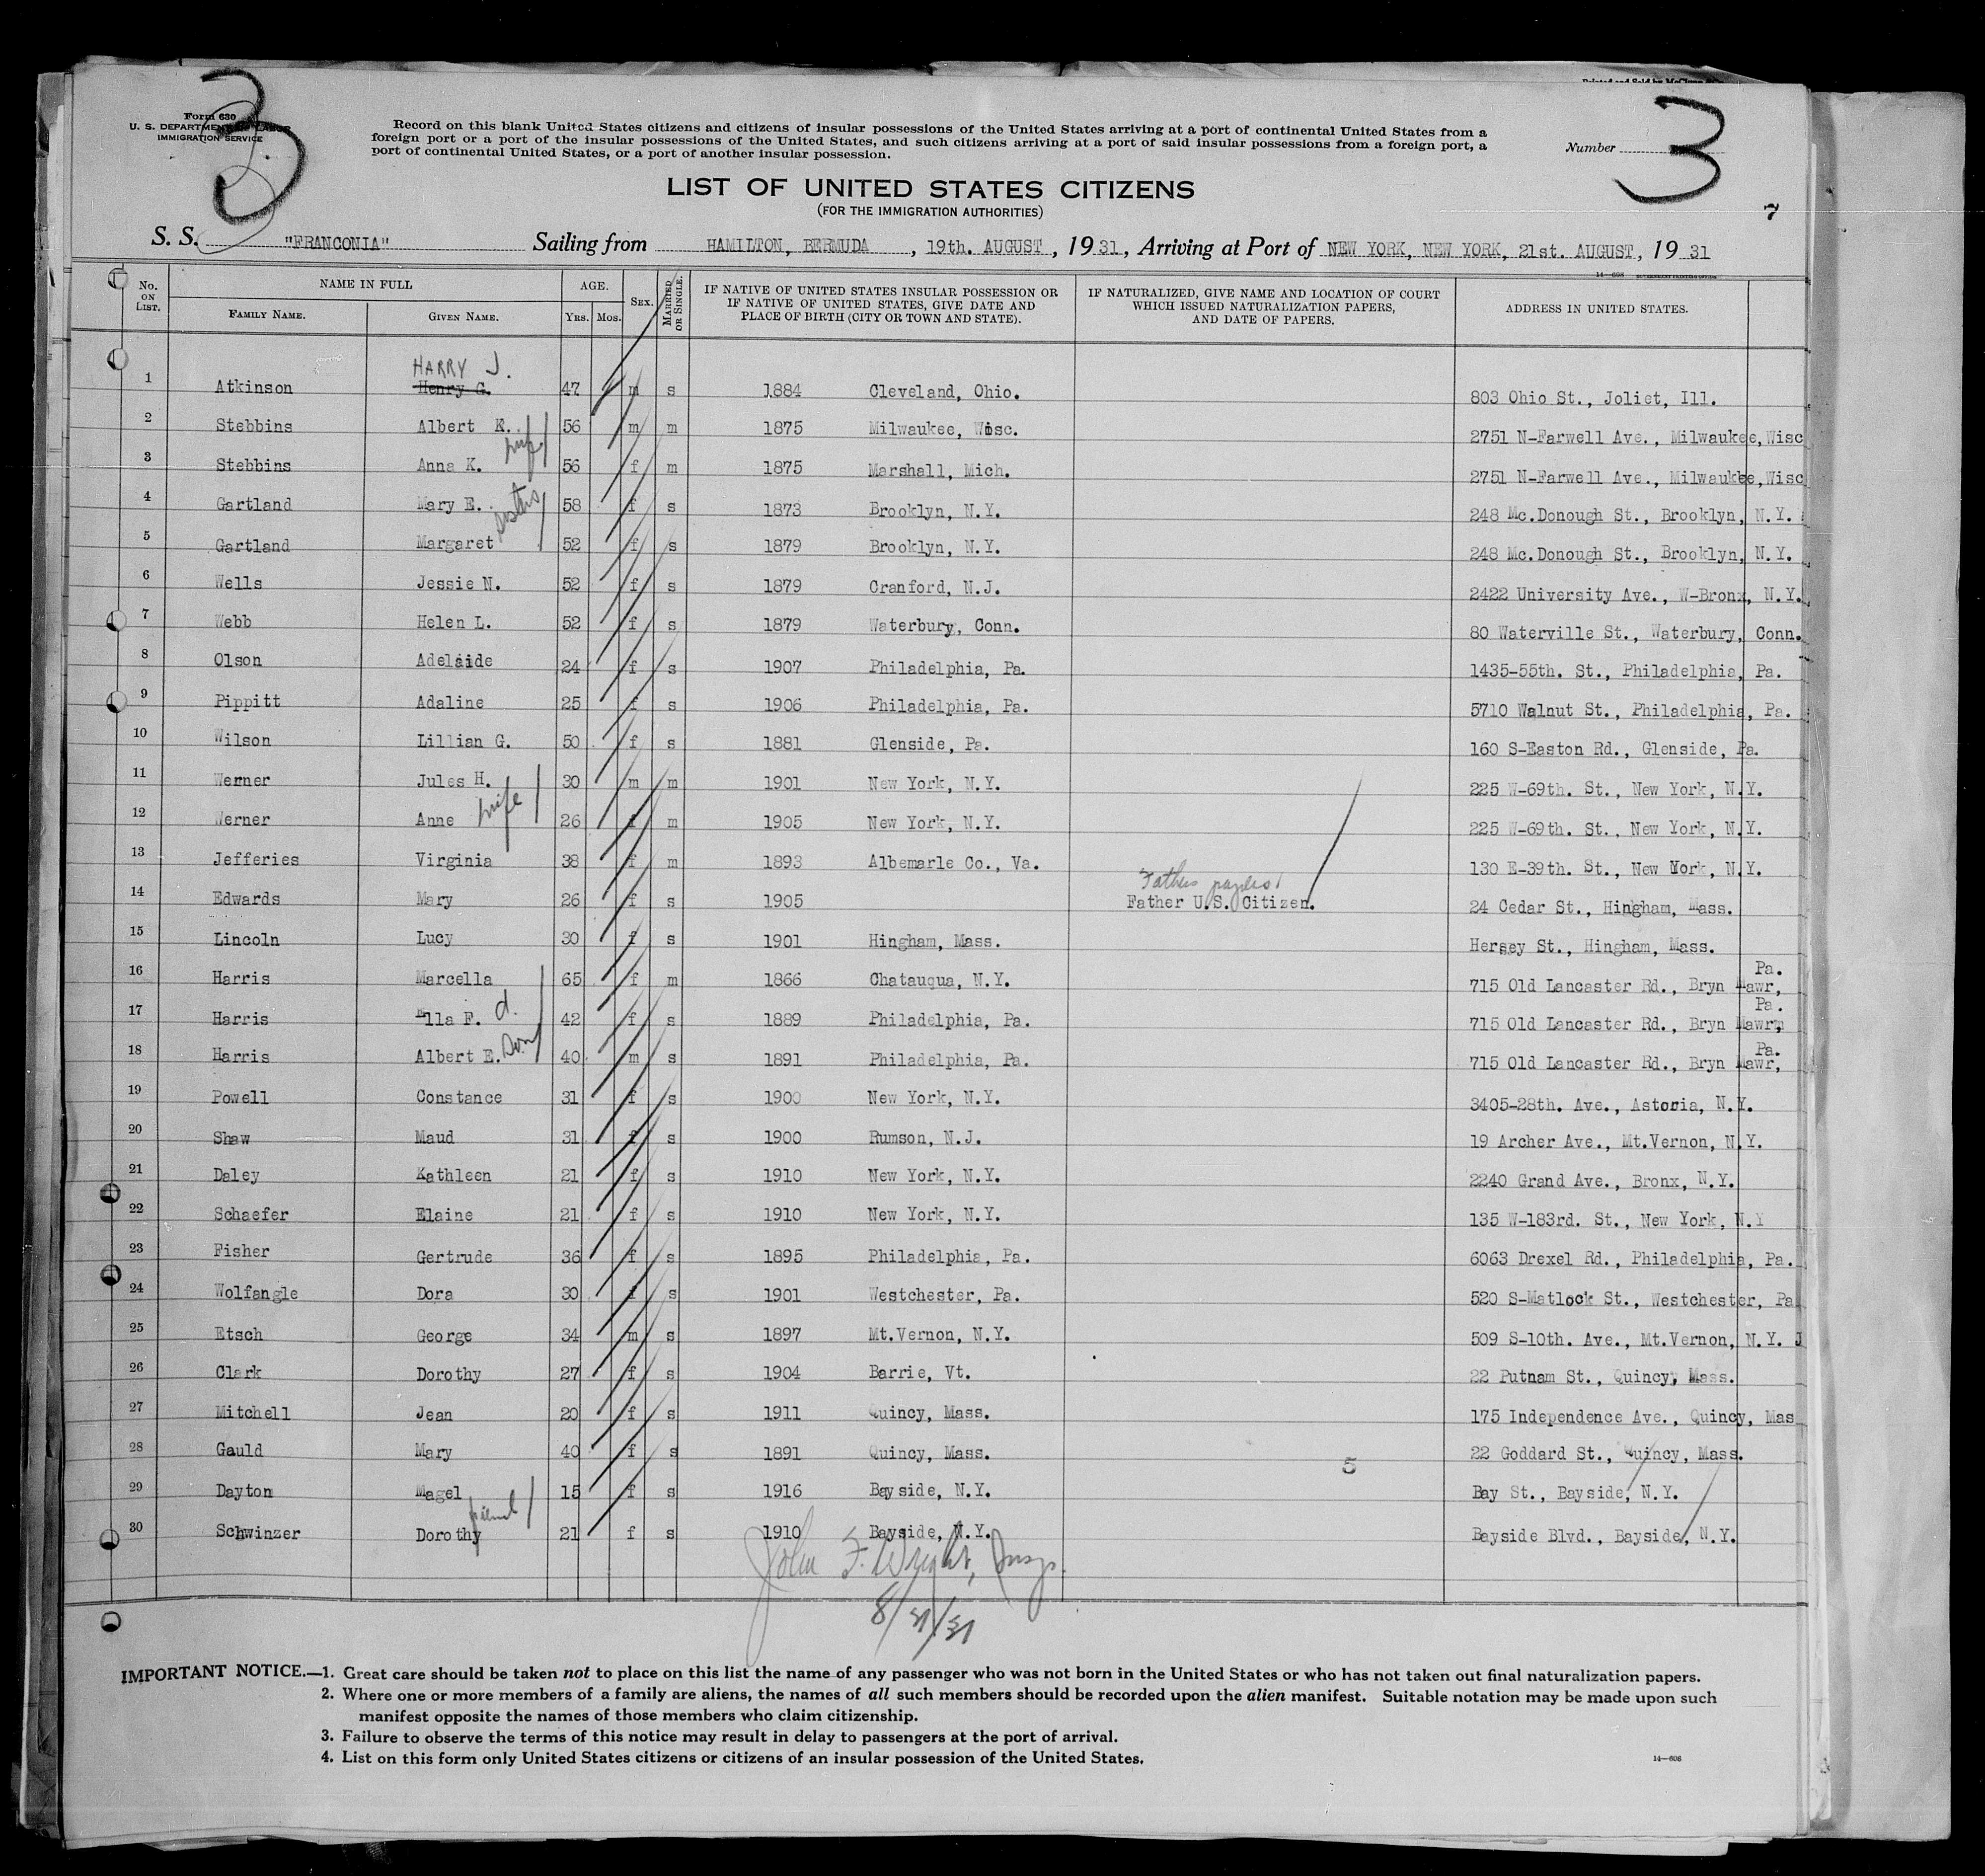 3 3
Form 630
U. S. DEPARTMENT OF LABOR
IMMIGRATION SERVICE
Record on this blank United States citizens and citizens of insular possessions of the United States arriving at a port of continental United States from a
foreign port or a port of the insular possessions of the United States, and such citizens arriving at a port of said insular possessions from a foreign port, a
port of continental United States, or a port of another insular possession.
Number
LIST OF UNITED STATES CITIZENS
(FOR THE IMMIGRATION AUTHORITIES)
7
S. S. "FRANCONIA" Sailing from HAMILTON, BERMUDA, 19th. AUGUST, 1931, Arriving at Port of NEW YORK, NEW YORK, 21st. AUGUST, 1931
14—608 GOVERNMENT PRINTING OFFICE
No. ON LIST. NAME IN FULL FAMILY NAME. GIVEN NAME. AGE. YRS. MOS. SEX. MARRIED OR SINGLE. IF NATIVE OF UNITED STATES INSULAR POSSESSION OR IF NATIVE OF UNITED STATES, GIVE DATE AND PLACE OF BIRTH (CITY OR TOWN AND STATE). IF NATURALIZED, GIVE NAME AND LOCATION OF COURT WHICH ISSUED NATURALIZATION PAPERS, AND DATE OF PAPERS. ADDRESS IN UNITED STATES.
HARRY J.
1 Atkinson Henry G. 47 m s 1884 Cleveland, Ohio. 803 Ohio St., Joliet, Ill.
2 Stebbins Albert K. 56 m m 1875 Milwaukee, Wisc. 2751 N-Farwell Ave., Milwaukee, Wisc
wife
3 Stebbins Anna K. 56 f m 1875 Marshall, Mich. 2751 N-Farwell Ave., Milwaukee, Wisc
4 Gartland Mary E. 58 f s 1873 Brooklyn, N.Y. 248 Mc.Donough St., Brooklyn, N.Y.
sisters
5 Gartland Margaret 52 f s 1879 Brooklyn, N.Y. 248 Mc.Donough St., Brooklyn, N.Y.
6 Wells Jessie N. 52 f s 1879 Cranford, N.J. 2422 University Ave., W-Bronx, N.Y.
7 Webb Helen L. 52 f s 1879 Waterbury, Conn. 80 Waterville St., Waterbury, Conn.
8 Olson Adelaide 24 f s 1907 Philadelphia, Pa. 1435-55th. St., Philadelphia, Pa.
9 Pippitt Adaline 25 f s 1906 Philadelphia, Pa. 5710 Walnut St., Philadelphia, Pa.
10 Wilson Lillian G. 50 f s 1881 Glenside, Pa. 160 S-Easton Rd., Glenside, Pa.
11 Werner Jules H. 30 m m 1901 New York, N.Y. 225 W-69th. St., New York, N.Y.
12 Werner Anne wife 26 f m 1905 New York, N.Y. 225 W-69th. St., New York, N.Y.
13 Jefferies Virginia 38 f m 1893 Albemarle Co., Va. 130 E-39th. St., New York, N.Y.
Fathers papers
14 Edwards Mary 26 f s 1905 Father U.S. Citizen. 24 Cedar St., Hingham, Mass.
15 Lincoln Lucy 30 f s 1901 Hingham, Mass. Hersey St., Hingham, Mass.
16 Harris Marcella 65 f m 1866 Chatauqua, N.Y. 715 Old Lancaster Rd., Bryn Mawr, Pa.
17 Harris Ella F. d. 42 f s 1889 Philadelphia, Pa. 715 Old Lancaster Rd., Bryn Mawr, Pa.
18 Harris Albert E. Son 40 m s 1891 Philadelphia, Pa. 715 Old Lancaster Rd., Bryn Mawr, Pa.
19 Powell Constance 31 f s 1900 New York, N.Y. 3405-28th. Ave., Astoria, N.Y.
20 Shaw Maud 31 f s 1900 Rumson, N.J. 19 Archer Ave., Mt.Vernon, N.Y.
21 Daley Kathleen 21 f s 1910 New York, N.Y. 2240 Grand Ave., Bronx, N.Y.
22 Schaefer Elaine 21 f s 1910 New York, N.Y. 135 W-183rd. St., New York, N.Y
23 Fisher Gertrude 36 f s 1895 Philadelphia, Pa. 6063 Drexel Rd., Philadelphia, Pa.
24 Wolfangle Dora 30 f s 1901 Westchester, Pa. 520 S-Matlock St., Westchester, Pa
25 Etsch George 34 m s 1897 Mt.Vernon, N.Y. 509 S-10th. Ave., Mt.Vernon, N.Y.
26 Clark Dorothy 27 f s 1904 Barrie, Vt. 22 Putnam St., Quincy, Mass.
27 Mitchell Jean 20 f s 1911 Quincy, Mass. 175 Independence Ave., Quincy, Mas
28 Gauld Mary 40 f s 1891 Quincy, Mass. 22 Goddard St., Quincy, Mass.
5
29 Dayton Magel 15 f s 1916 Bayside, N.Y. Bay St., Bayside, N.Y.
friend
30 Schwinzer Dorothy 21 f s 1910 Bayside, N.Y. Bayside Blvd., Bayside, N.Y.
John F. Wright, Insp.
8/21/31
IMPORTANT NOTICE.—1. Great care should be taken not to place on this list the name of any passenger who was not born in the United States or who has not taken out final naturalization papers.
2. Where one or more members of a family are aliens, the names of all such members should be recorded upon the alien manifest. Suitable notation may be made upon such
manifest opposite the names of those members who claim citizenship.
3. Failure to observe the terms of this notice may result in delay to passengers at the port of arrival.
4. List on this form only United States citizens or citizens of an insular possession of the United States.
14—608